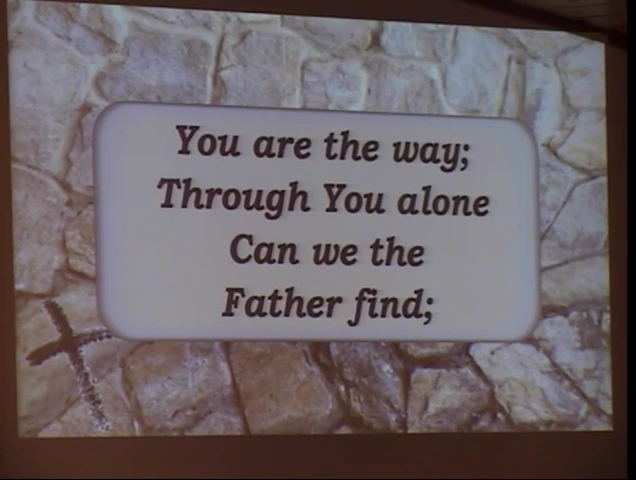 You are the way;
Through You alone
Can we the
Father find;